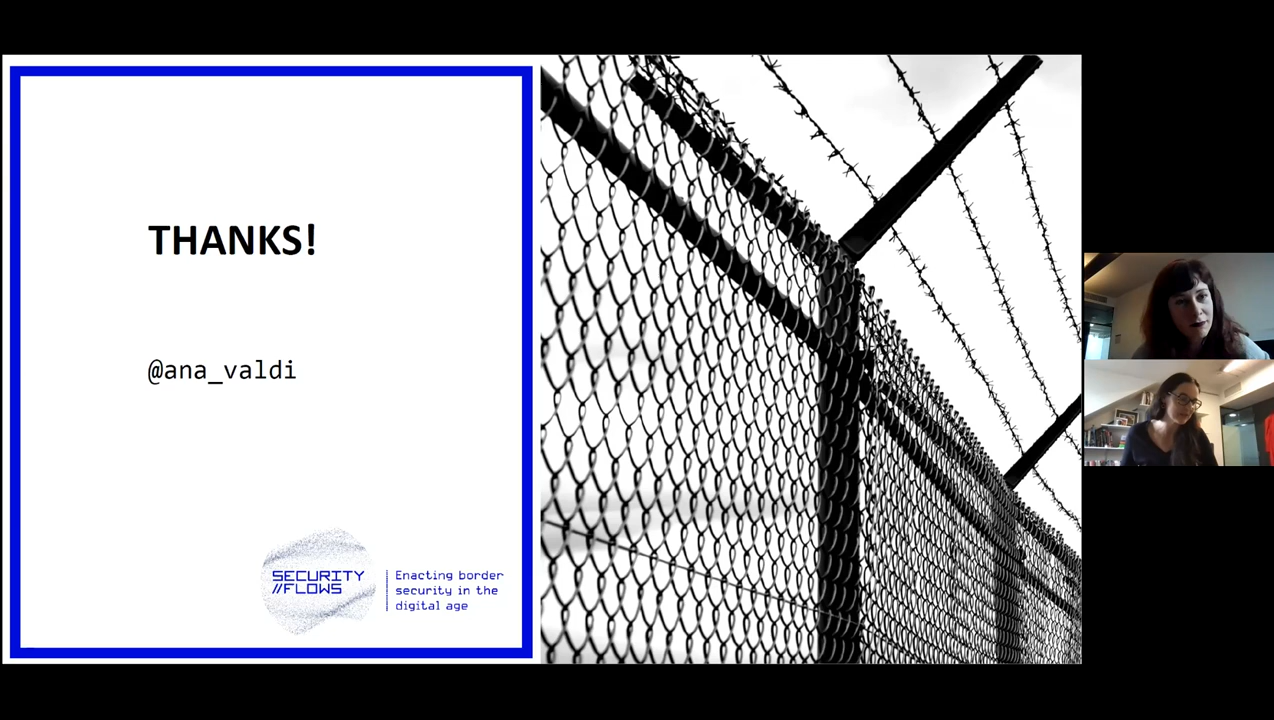 THANKS!
@ana_valdi
SECURITY
//FLOWS
Enacting border
security in the
digital age